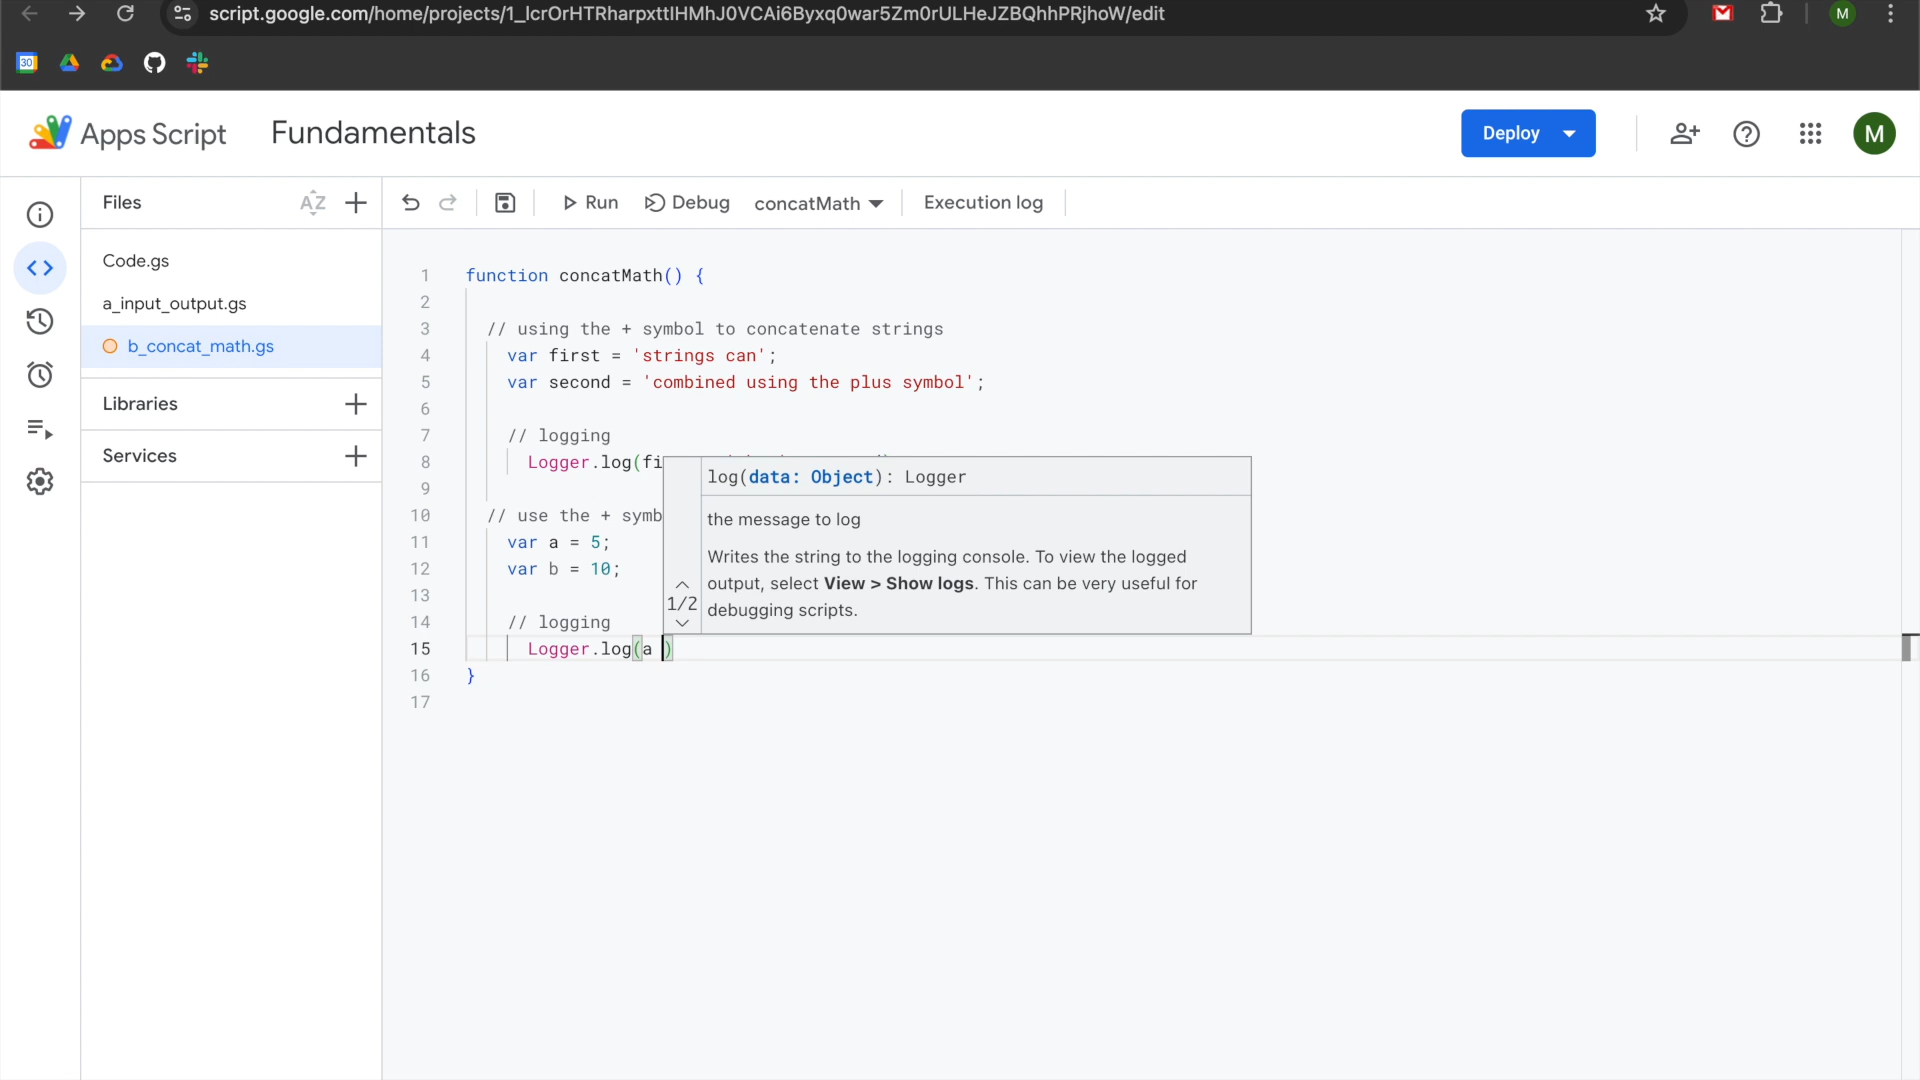 script.google.com/home/projects/1_lcrOrHTRharpxttIHMhJ0VCAi6Byxq0war5Zm0rULHeJZBQhhPRjhoW/edit
M
30
Apps Script Fundamentals
Deploy
M
Files
AZ
Run Debug concatMath Execution log
Code.gs
a_input_output.gs
b_concat_math.gs
Libraries
Services
1 function concatMath() {
2
3 // using the + symbol to concatenate strings
4 var first = 'strings can';
5 var second = 'combined using the plus symbol';
6
7 // logging
8 Logger.log(fi
9
10 // use the + symb
11 var a = 5;
12 var b = 10;
13
14 // logging
15 Logger.log(a )
16 }
17
log(data: Object): Logger
the message to log
Writes the string to the logging console. To view the logged
output, select View > Show logs. This can be very useful for
debugging scripts.
1/2